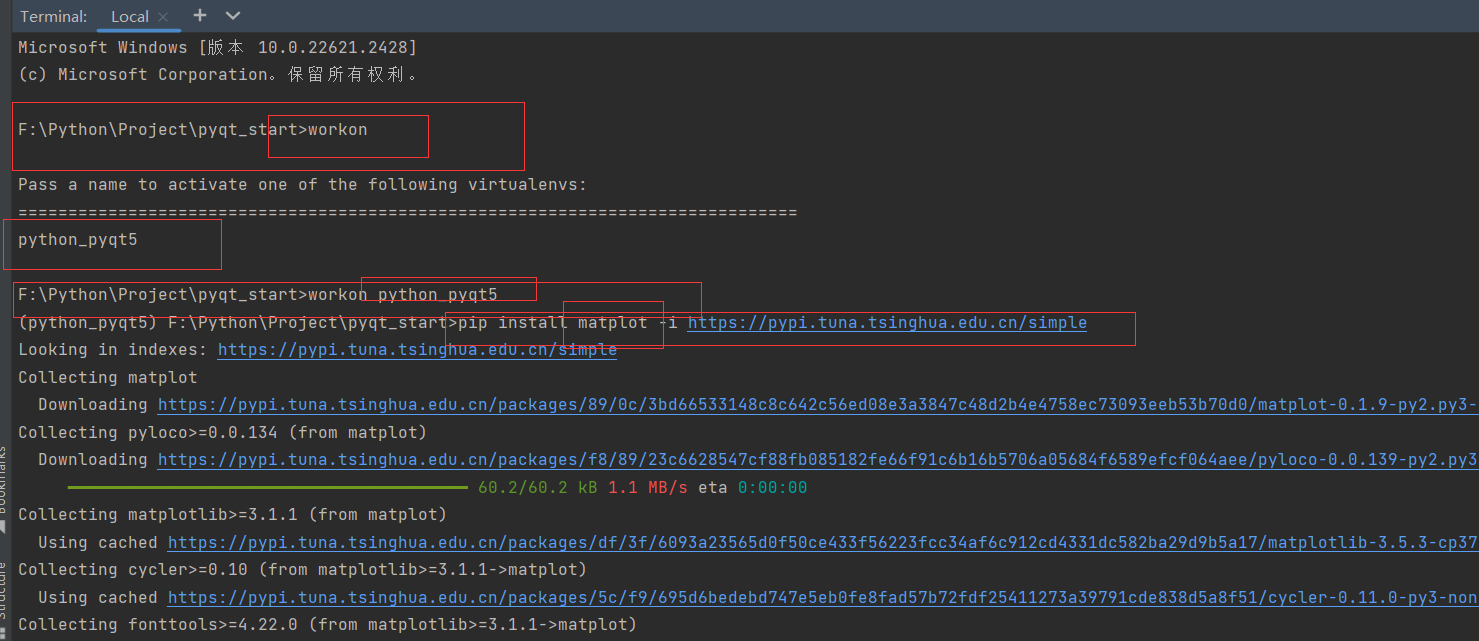 Terminal: Local × + ∨
Microsoft Windows [版本 10.0.22621.2428]
(c) Microsoft Corporation。保留所有权利。
F:\Python\Project\pyqt_start>workon
Pass a name to activate one of the following virtualenvs:
==============================================================================
python_pyqt5
F:\Python\Project\pyqt_start>workon python_pyqt5
(python_pyqt5) F:\Python\Project\pyqt_start>pip install matplot -i https://pypi.tuna.tsinghua.edu.cn/simple
Looking in indexes: https://pypi.tuna.tsinghua.edu.cn/simple
Collecting matplot
Downloading https://pypi.tuna.tsinghua.edu.cn/packages/89/0c/3bd66533148c8c642c56ed08e3a3847c48d2b4e4758ec73093eeb53b70d0/matplot-0.1.9-py2.py3-
Collecting pyloco>=0.0.134 (from matplot)
Downloading https://pypi.tuna.tsinghua.edu.cn/packages/f8/89/23c6628547cf88fb085182fe66f91c6b16b5706a05684f6589efcf064aee/pyloco-0.0.139-py2.py3
60.2/60.2 kB 1.1 MB/s eta 0:00:00
Collecting matplotlib>=3.1.1 (from matplot)
Using cached https://pypi.tuna.tsinghua.edu.cn/packages/df/3f/6093a23565d0f50ce433f56223fcc34af6c912cd4331dc582ba29d9b5a17/matplotlib-3.5.3-cp37
Collecting cycler>=0.10 (from matplotlib>=3.1.1->matplot)
Using cached https://pypi.tuna.tsinghua.edu.cn/packages/5c/f9/695d6bedebd747e5eb0fe8fad57b72fdf25411273a39791cde838d5a8f51/cycler-0.11.0-py3-non
Collecting fonttools>=4.22.0 (from matplotlib>=3.1.1->matplot)